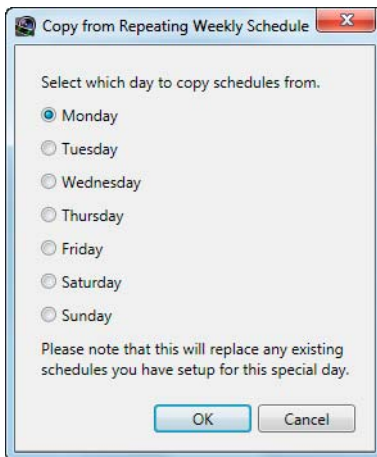 Copy from Repeating Weekly Schedule
Select which day to copy schedules from.
Monday
Tuesday
Wednesday
Thursday
Friday
Saturday
Sunday
Please note that this will replace any existing
schedules you have setup for this special day.
OK
Cancel